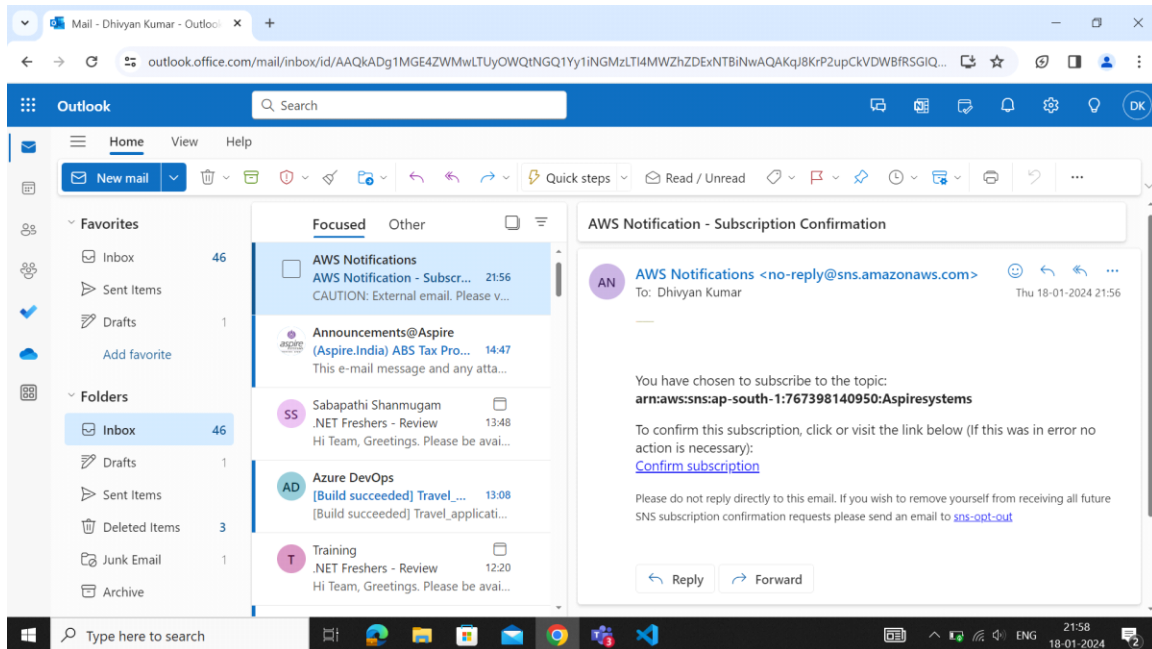 Mail - Dhivyan Kumar - Outloo
outlook.office.com/mail/inbox/id/AAQkADg1MGE4ZWMwLTUyOWQtNGQ1Yy1iNGMzLTI4MWZhZDExNTBiNwAQAKqJ8KrP2upCkVDWBfRSGIQ...
Outlook
Search
DK
Home View Help
New mail
Quick steps
Read / Unread
Favorites
Inbox 46
Sent Items
Drafts 1
Add favorite
Folders
Inbox 46
Drafts 1
Sent Items
Deleted Items 3
Junk Email 1
Archive
Focused Other
AWS Notifications
AWS Notification - Subscr... 21:56
CAUTION: External email. Please v...
aspire
Announcements@Aspire
(Aspire.India) ABS Tax Pro... 14:47
This e-mail message and any atta...
SS
Sabapathi Shanmugam
.NET Freshers - Review 13:48
Hi Team, Greetings. Please be avai...
AD
Azure DevOps
[Build succeeded] Travel_... 13:08
[Build succeeded] Travel_applicati...
T
Training
.NET Freshers - Review 12:20
Hi Team, Greetings. Please be avai...
AWS Notification - Subscription Confirmation
AN
AWS Notifications <no-reply@sns.amazonaws.com>
To: Dhivyan Kumar
Thu 18-01-2024 21:56
You have chosen to subscribe to the topic:
arn:aws:sns:ap-south-1:767398140950:Aspiresystems
To confirm this subscription, click or visit the link below (If this was in error no
action is necessary):
Confirm subscription
Please do not reply directly to this email. If you wish to remove yourself from receiving all future
SNS subscription confirmation requests please send an email to sns-opt-out
Reply
Forward
Type here to search
ENG
21:58
18-01-2024
2